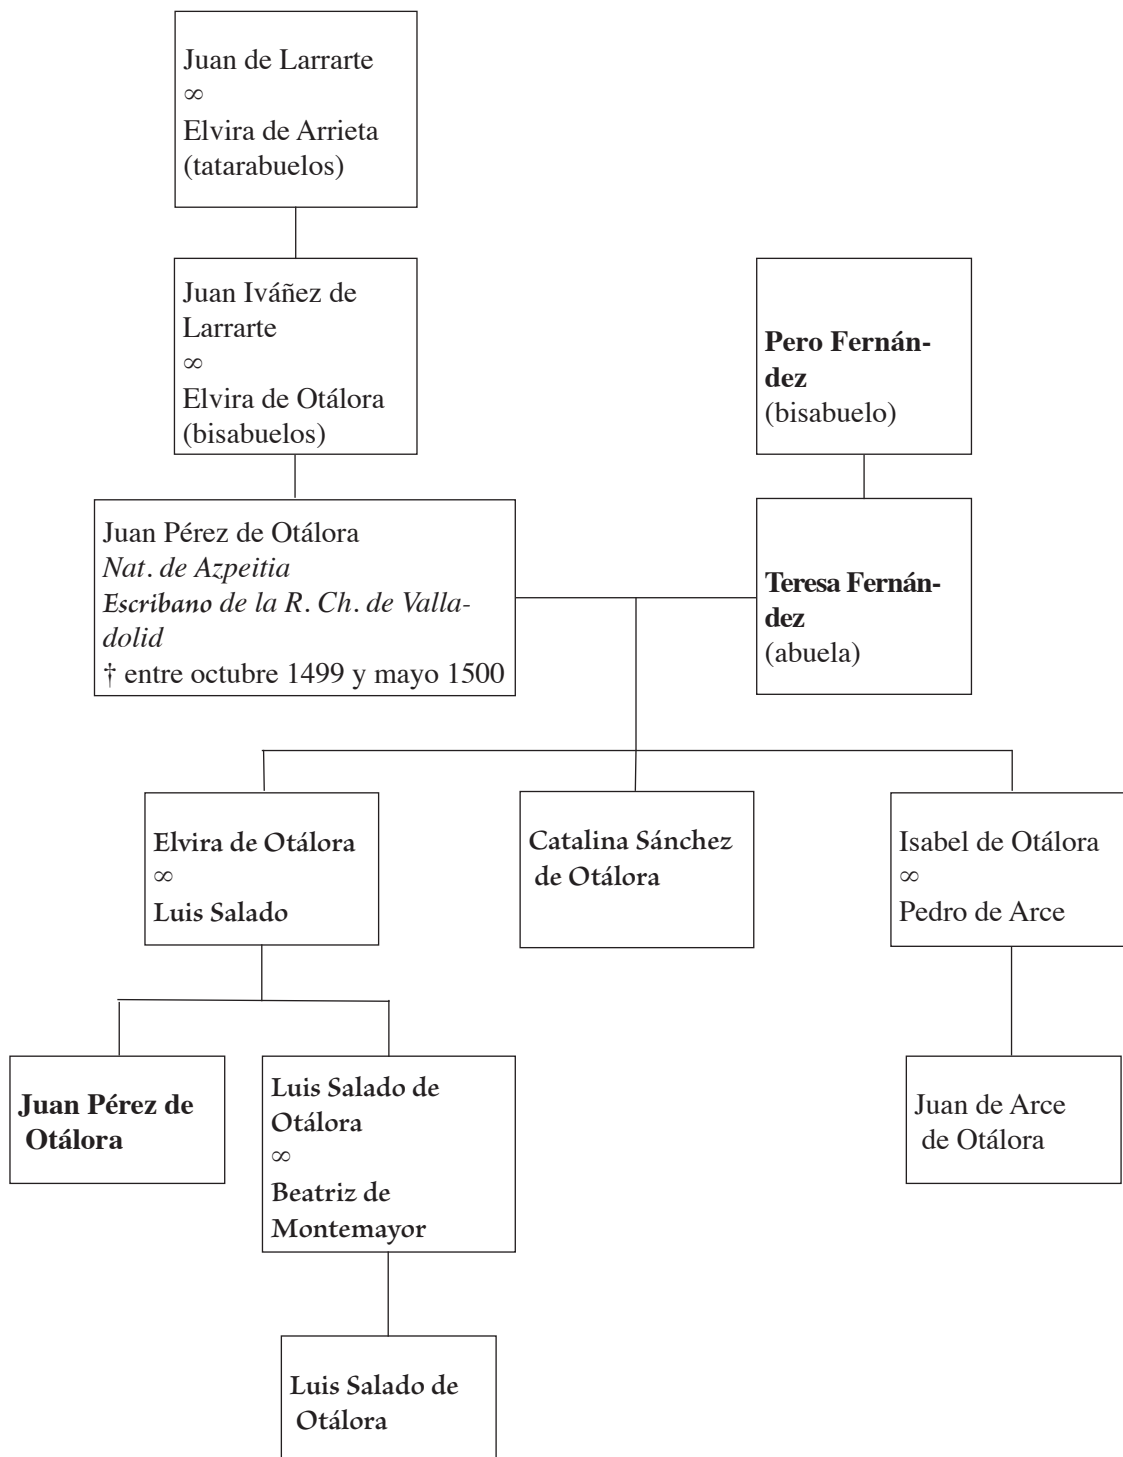 Juan de Larrarte
∞
Elvira de Arrieta
(tatarabuelos)
Juan Iváñez de
Larrarte
∞
Elvira de Otálora
(bisabuelos)
Pero Fernán-
dez
(bisabuelo)
Juan Pérez de Otálora
Nat. de Azpeitia
Escribano de la R. Ch. de Valla-
dolid
† entre octubre 1499 y mayo 1500
Teresa Fernán-
dez
(abuela)
Elvira de Otálora
∞
Luis Salado
Catalina Sánchez
de Otálora
Isabel de Otálora
∞
Pedro de Arce
Juan Pérez de
Otálora
Luis Salado de
Otálora
∞
Beatriz de
Montemayor
Juan de Arce
de Otálora
Luis Salado de
Otálora